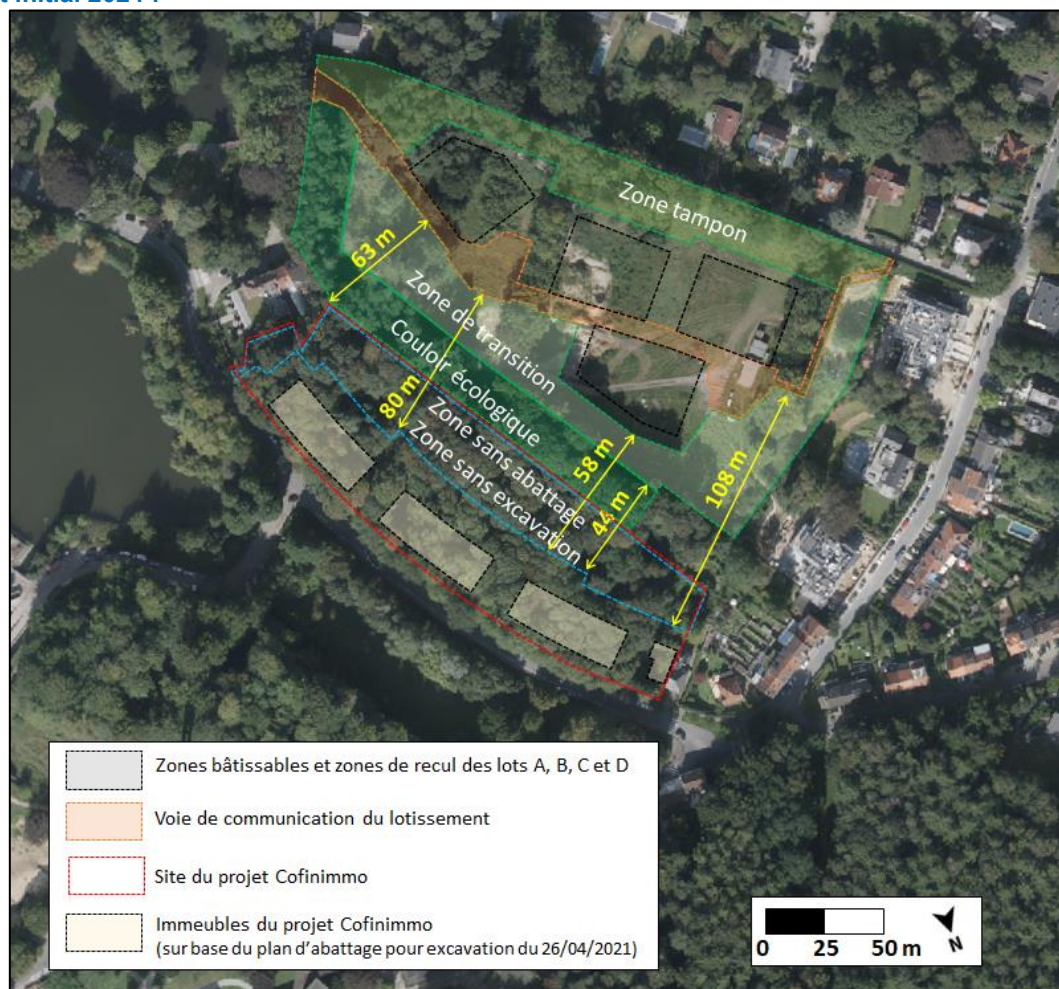 Zone tampon
63 m
Zone de transition
Couloir écologique
80 m
Zone sans abattage
Zone sans excavation
58 m
44 m
108 m
Zones bâtissables et zones de recul des lots A, B, C et D
Voie de communication du lotissement
Site du projet Cofinimmo
Immeubles du projet Cofinimmo
(sur base du plan d'abattage pour excavation du 26/04/2021)
0 25 50 m
N